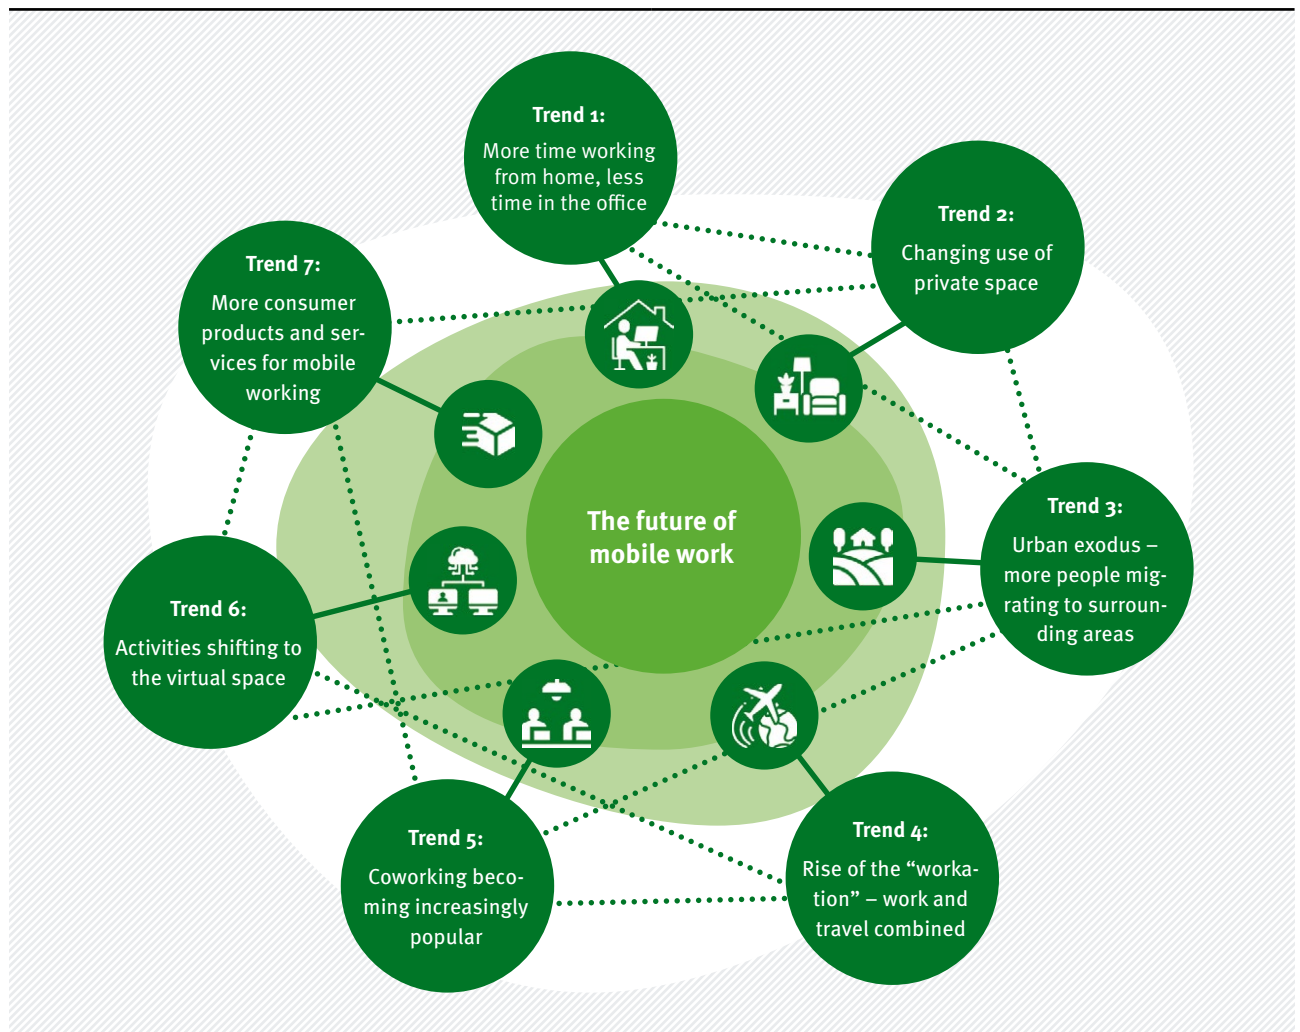 Trend 1:
More time working
from home, less
time in the office
Trend 2:
Changing use of
private space
Trend 7:
More consumer
products and ser-
vices for mobile
working
The future of
mobile work
Trend 3:
Urban exodus –
more people mig-
rating to surroun-
ding areas
Trend 6:
Activities shifting to
the virtual space
Trend 5:
Coworking beco-
ming increasingly
popular
Trend 4:
Rise of the “worka-
tion” – work and
travel combined